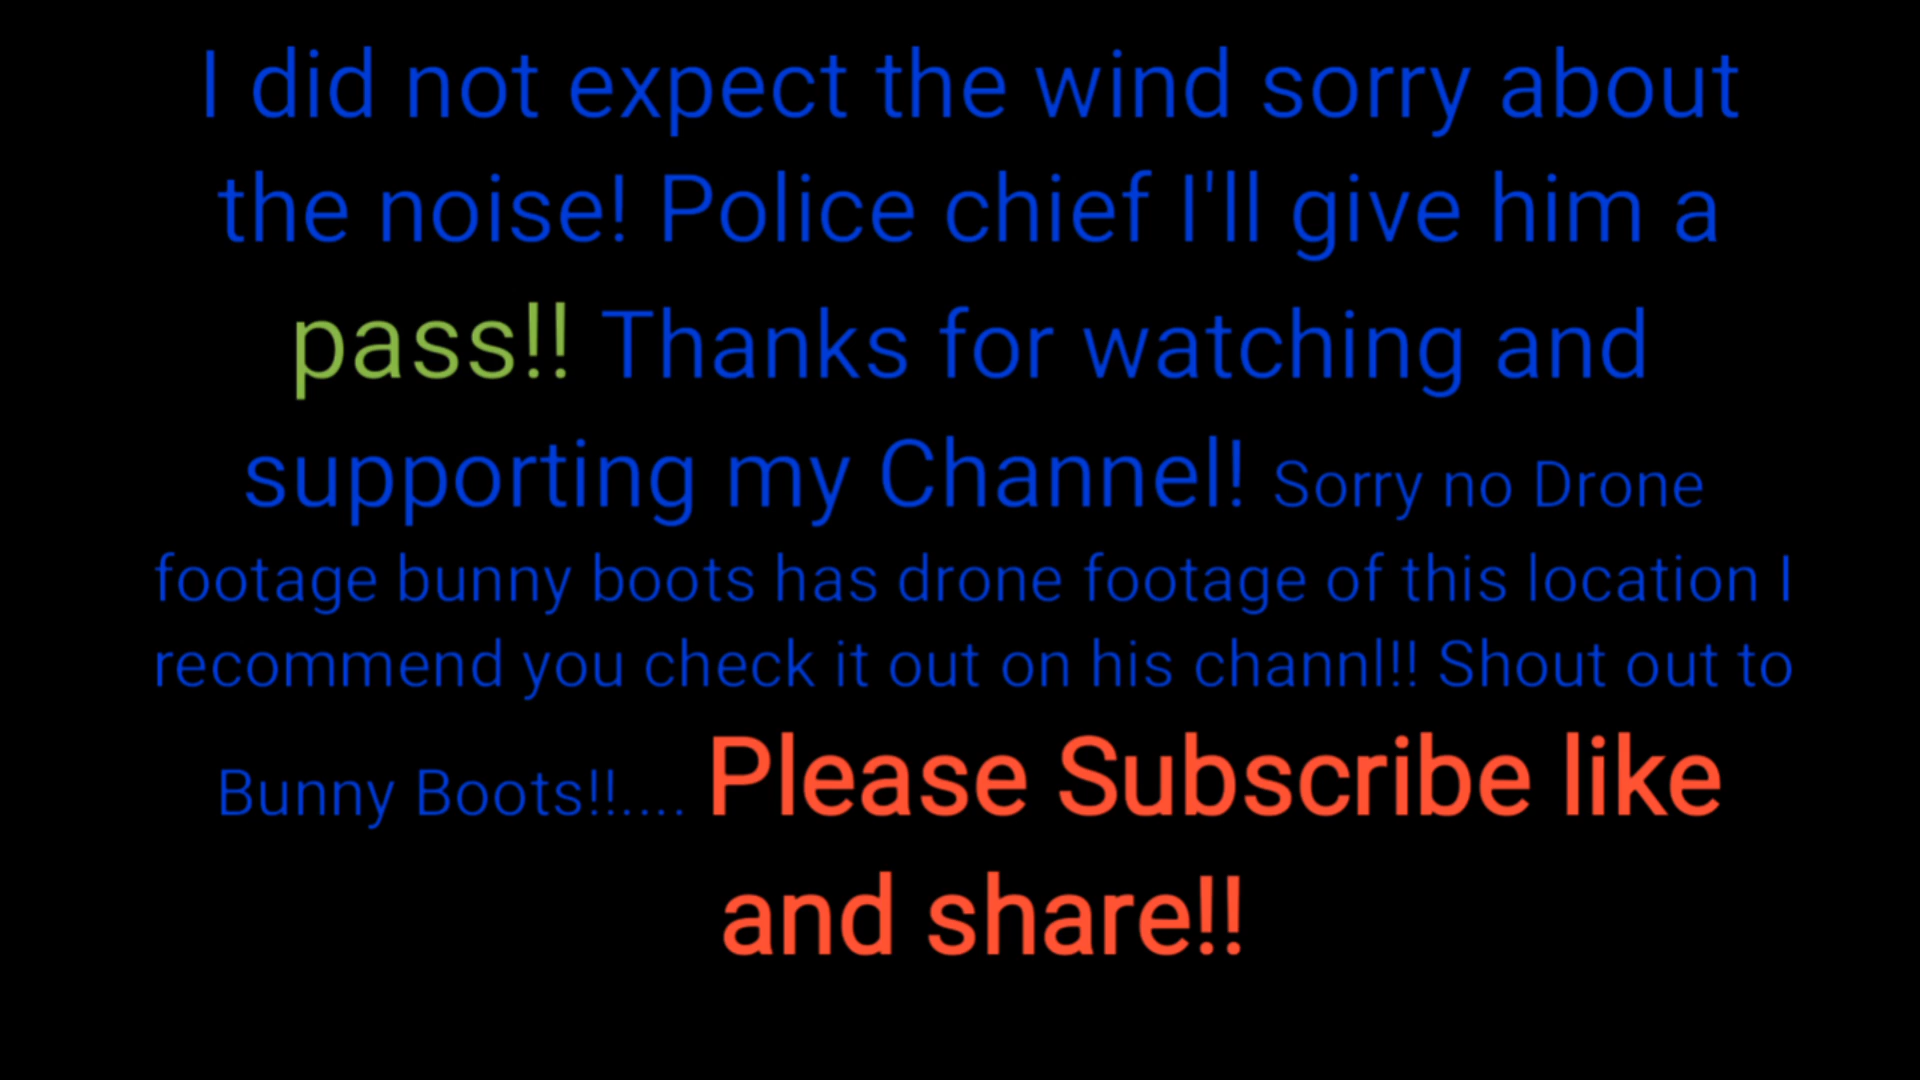 I did not expect the wind sorry about
the noise! Police chief I'll give him a
pass!! Thanks for watching and
supporting my Channel! Sorry no Drone
footage bunny boots has drone footage of this location I
recommend you check it out on his channl!! Shout out to
Bunny Boots!!.... Please Subscribe like
and share!!